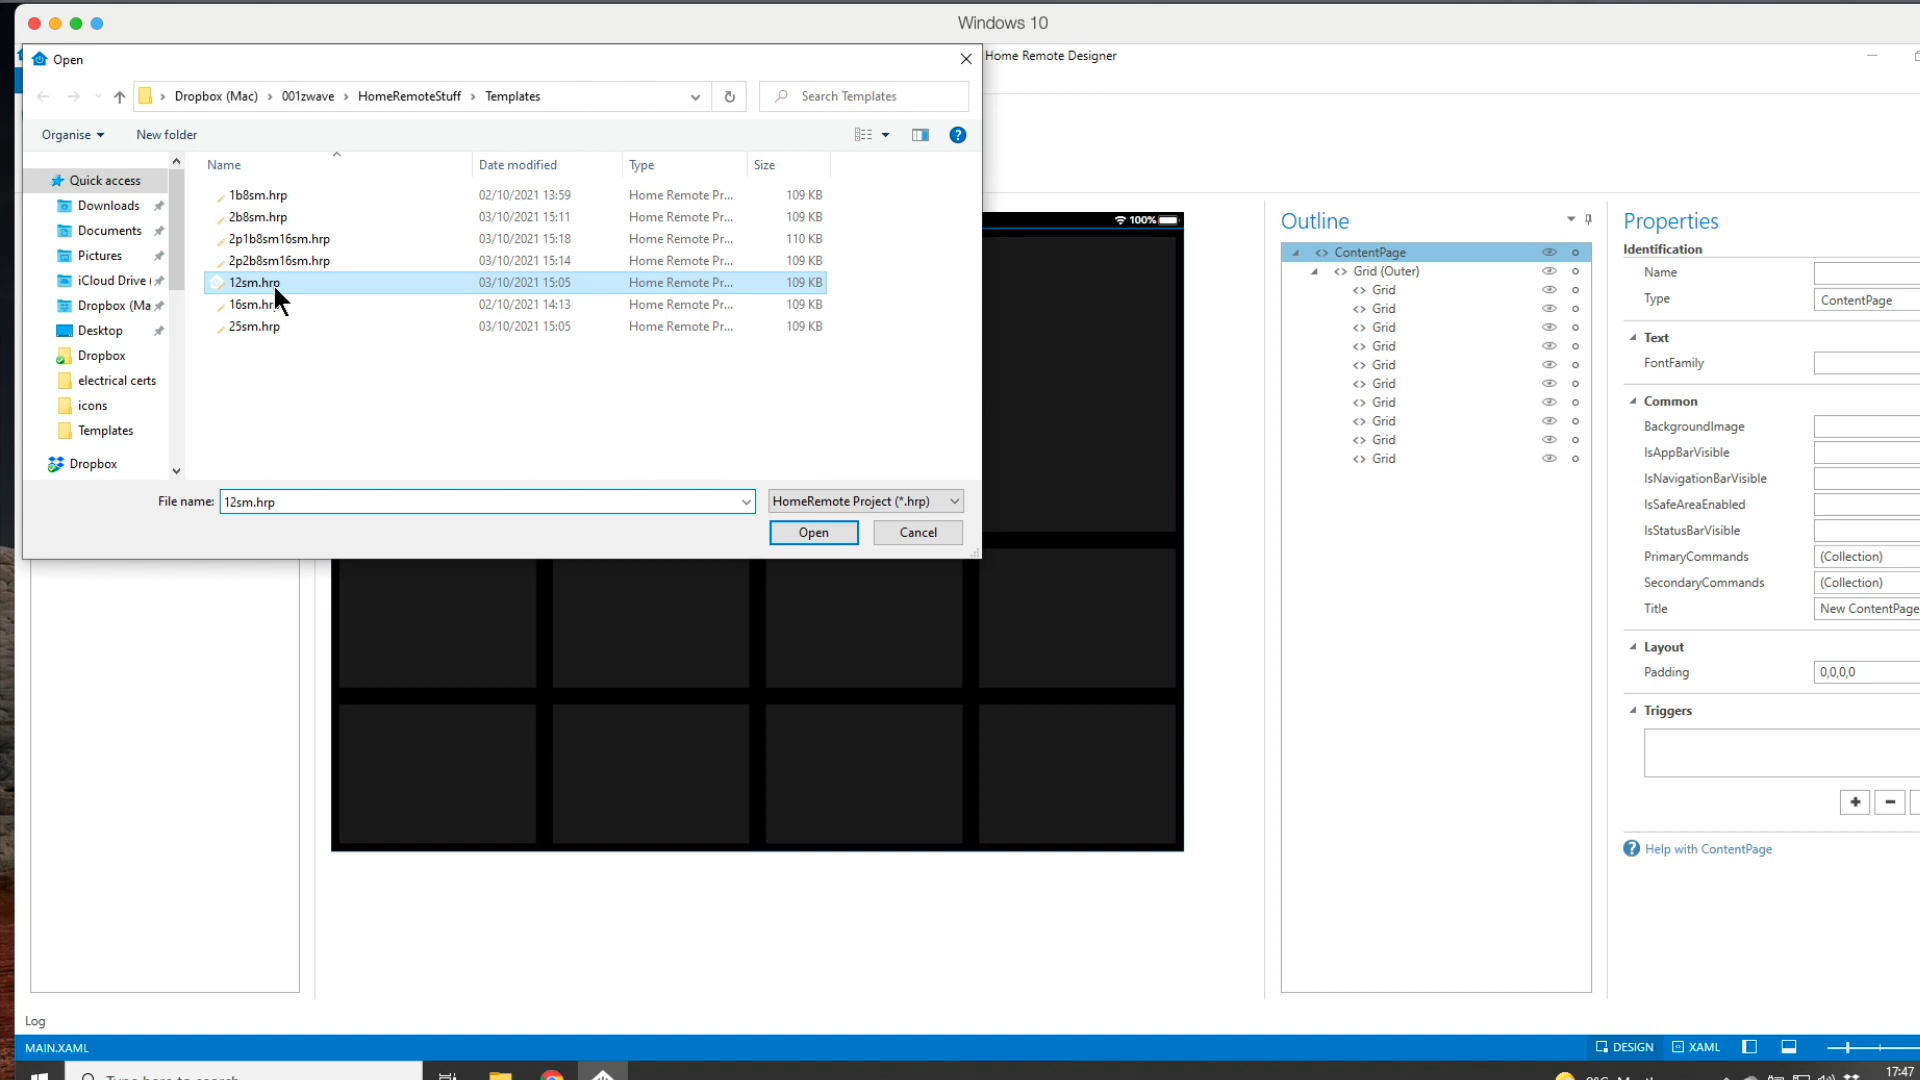 Windows 10
Open
Home Remote Designer
Dropbox (Mac) › 001zwave › HomeRemoteStuff › Templates
Search Templates
Organise
New folder
Name
Date modified
Type
Size
Quick access
Downloads
Documents
Pictures
iCloud Drive (
Dropbox (Ma
Desktop
Dropbox
electrical certs
icons
Templates
Dropbox
1b8sm.hrp 02/10/2021 13:59 Home Remote Pr... 109 KB
2b8sm.hrp 03/10/2021 15:11 Home Remote Pr... 109 KB
2p1b8sm16sm.hrp 03/10/2021 15:18 Home Remote Pr... 110 KB
2p2b8sm16sm.hrp 03/10/2021 15:14 Home Remote Pr... 109 KB
12sm.hrp 03/10/2021 15:05 Home Remote Pr... 109 KB
16sm.hrp 02/10/2021 14:13 Home Remote Pr... 109 KB
25sm.hrp 03/10/2021 15:05 Home Remote Pr... 109 KB
File name: 12sm.hrp
HomeRemote Project (*.hrp)
Open
Cancel
100%
Outline
<> ContentPage
<> Grid (Outer)
<> Grid
<> Grid
<> Grid
<> Grid
<> Grid
<> Grid
<> Grid
<> Grid
<> Grid
<> Grid
Properties
Identification
Name
Type ContentPage
Text
FontFamily
Common
BackgroundImage
IsAppBarVisible
IsNavigationBarVisible
IsSafeAreaEnabled
IsStatusBarVisible
PrimaryCommands (Collection)
SecondaryCommands (Collection)
Title New ContentPage
Layout
Padding 0,0,0,0
Triggers
+ -
Help with ContentPage
Log
MAIN.XAML
DESIGN
XAML
17:47